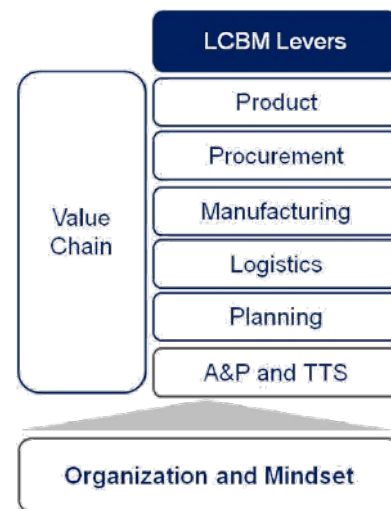 LCBM Levers
Product
Procurement
Value
Chain
Manufacturing
Logistics
Planning
A&P and TTS
Organization and Mindset